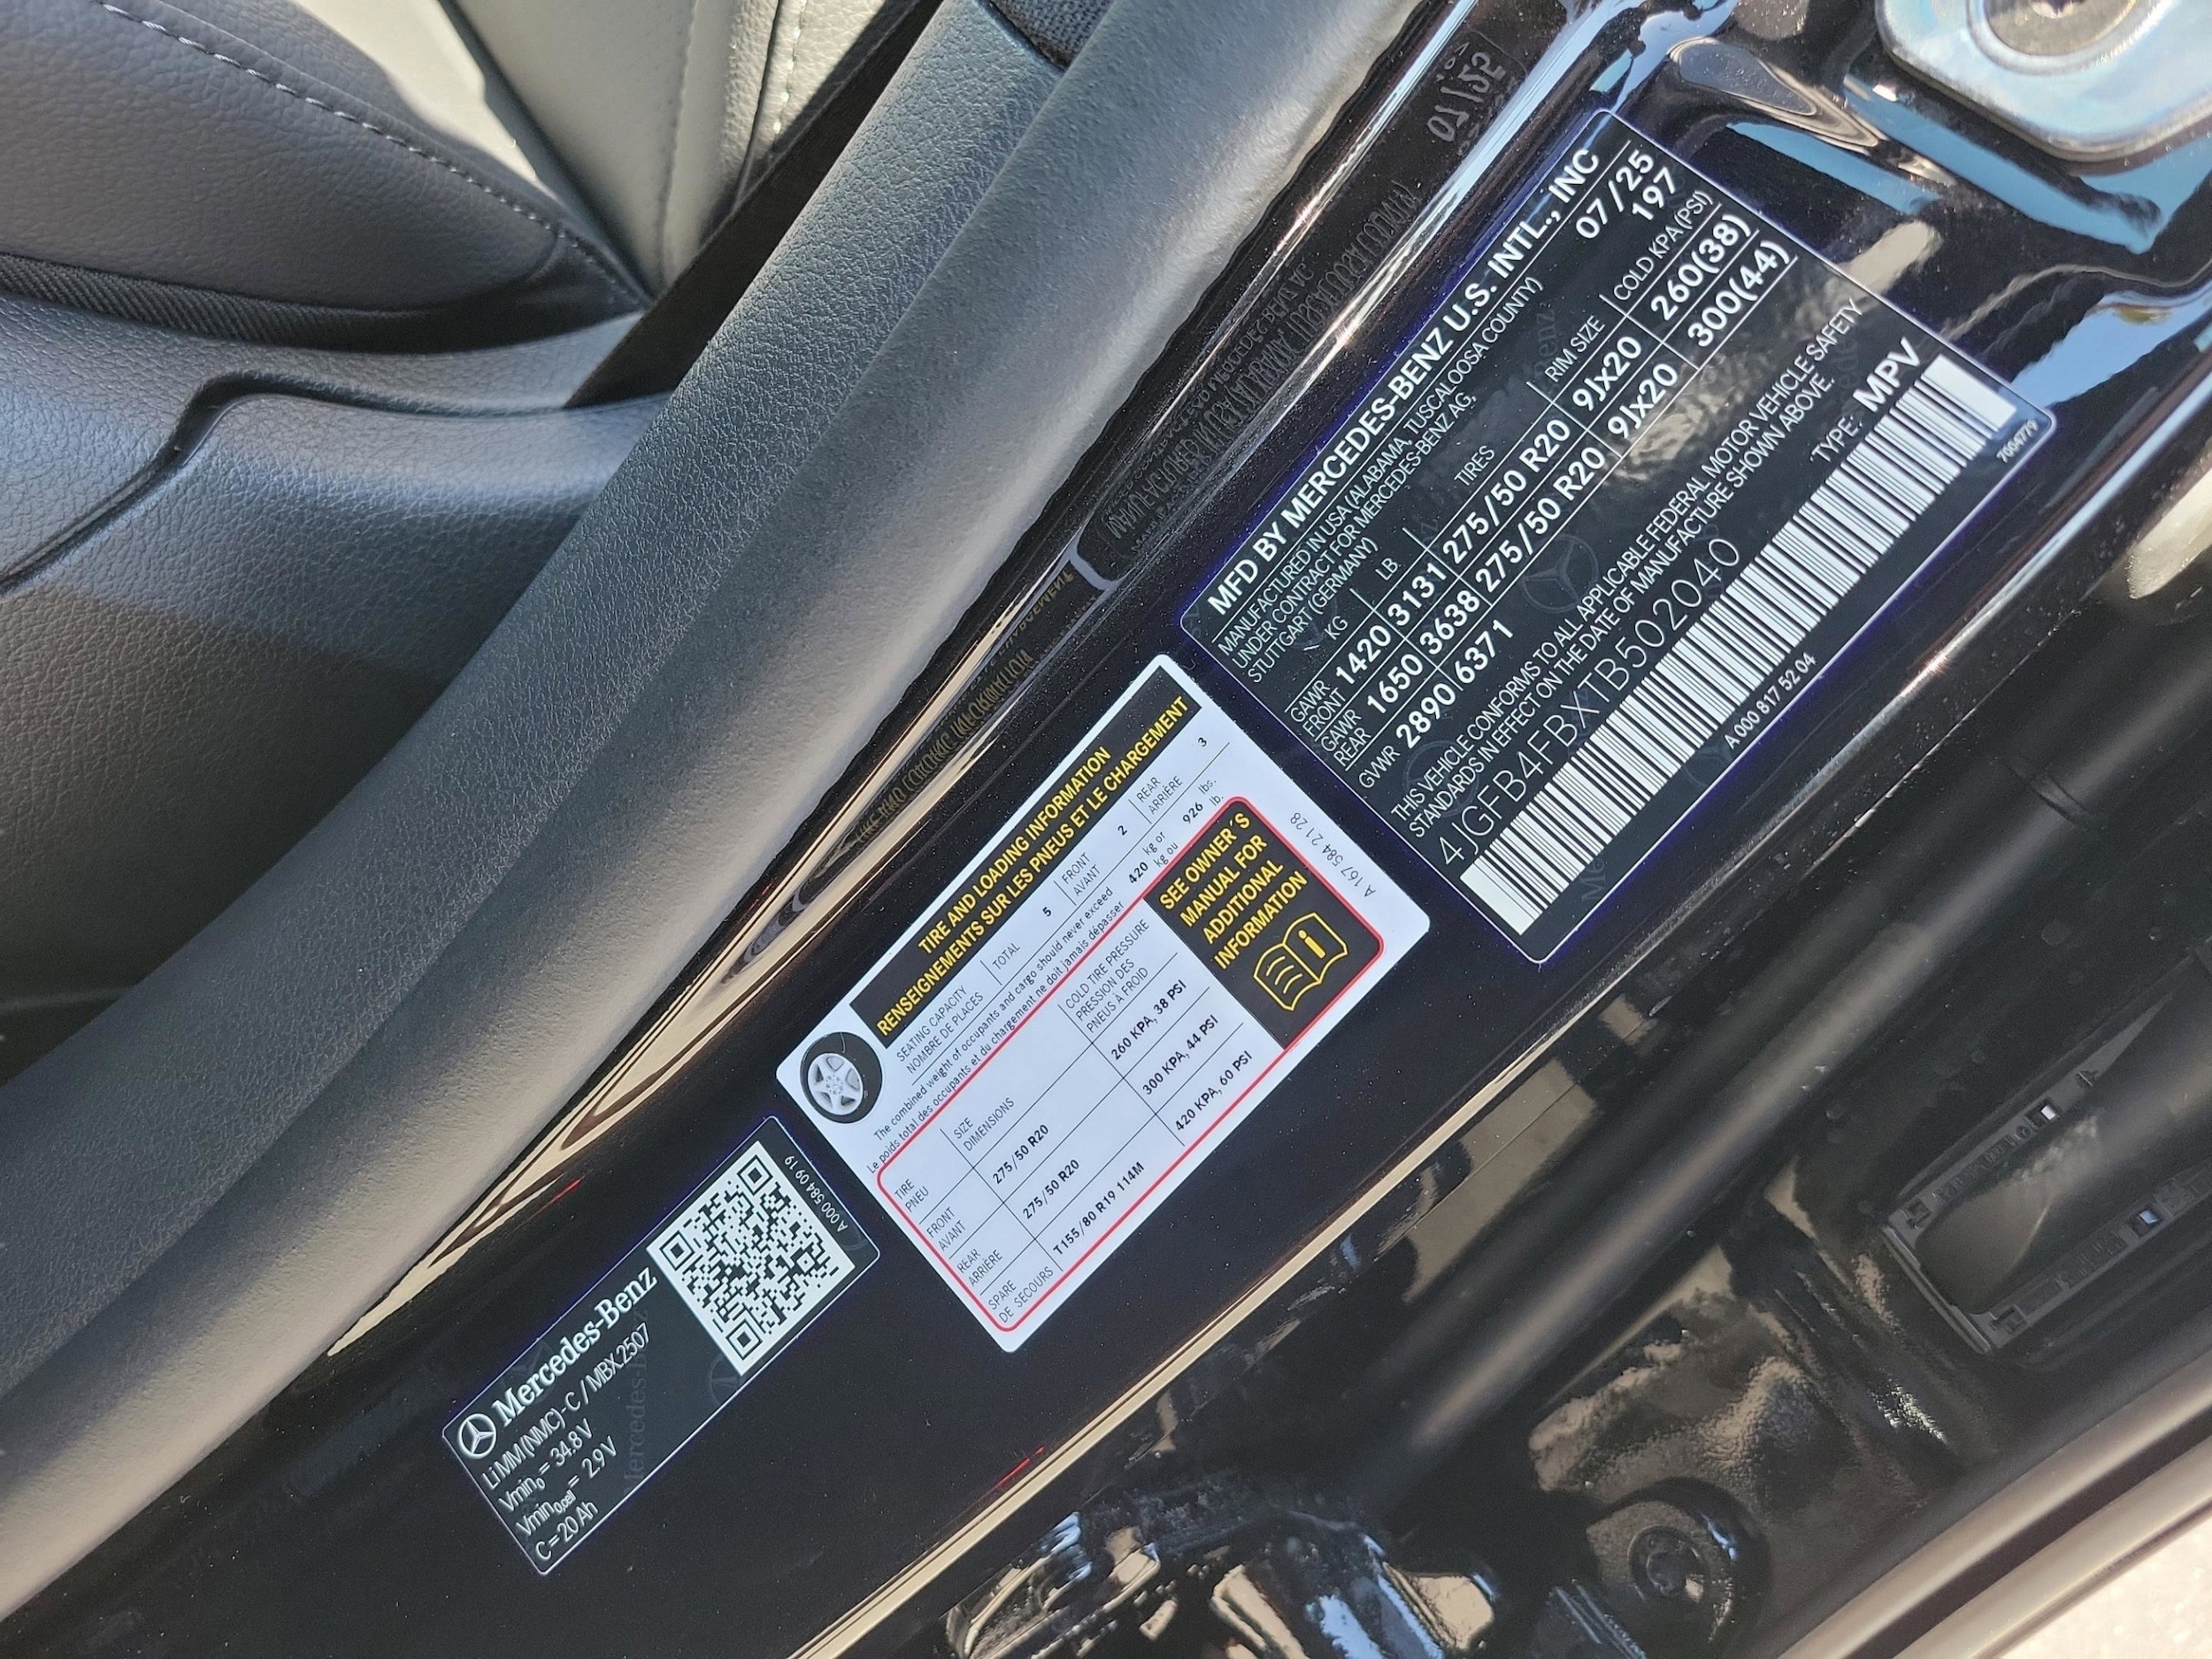 MFD BY MERCEDES-BENZ U.S. INTL., INC
MANUFACTURED IN USA (ALABAMA, TUSCALOOSA COUNTY) 07/25
UNDER CONTRACT FOR MERCEDES-BENZ AG, 197
STUTTGART (GERMANY)
KG LB TIRES RIM SIZE COLD KPA(PSI)
GAWR FRONT 1420 3131 275/50 R20 9Jx20 260(38)
GAWR REAR 1650 3638 275/50 R20 9Jx20 300(44)
GVWR 2890 6371
THIS VEHICLE CONFORMS TO ALL APPLICABLE FEDERAL MOTOR VEHICLE SAFETY
STANDARDS IN EFFECT ON THE DATE OF MANUFACTURE SHOWN ABOVE.
4JGFB4FBXTB502040 TYPE: MPV
A 000 817 52 04
7004779
TIRE AND LOADING INFORMATION
RENSEIGNEMENTS SUR LES PNEUS ET LE CHARGEMENT
SEATING CAPACITY TOTAL 5 FRONT 2 REAR 3
NOMBRE DE PLACES AVANT ARRIÈRE
The combined weight of occupants and cargo should never exceed 420 kg or 926 lbs.
Le poids total des occupants et du chargement ne doit jamais dépasser kg ou lb.
TIRE SIZE COLD TIRE PRESSURE
PNEU DIMENSIONS PRESSION DES
PNEUS À FROID
FRONT 275/50 R20 260 KPA, 38 PSI
AVANT
REAR 275/50 R20 300 KPA, 44 PSI
ARRIÈRE
SPARE T155/80 R19 114M 420 KPA, 60 PSI
DE SECOURS
SEE OWNER´S
MANUAL FOR
ADDITIONAL
INFORMATION
A 167 584 21 28
Mercedes-Benz
Li MM (NMC) - C / MBX2507
Vmin0 = 34.8 V
Vmin0,cell = 2.9 V
C = 20 Ah
A 000 584 09 19